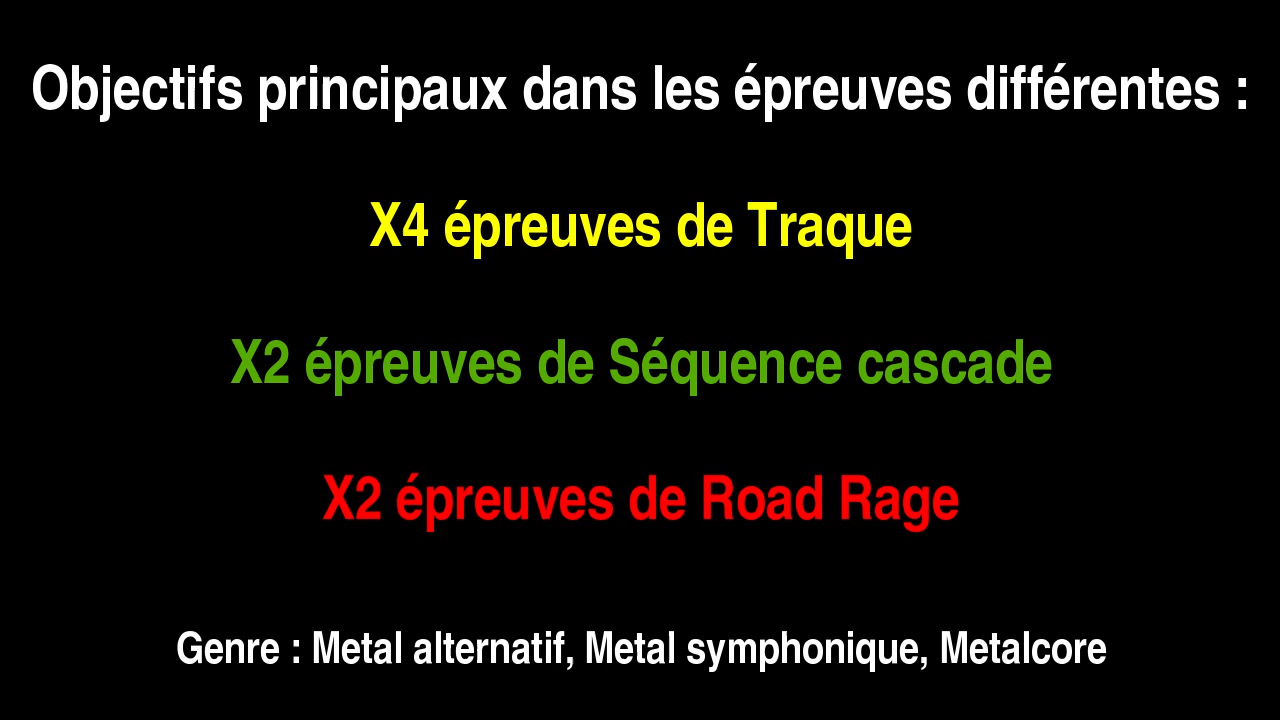 Objectifs principaux dans les épreuves différentes :
X4 épreuves de Traque
X2 épreuves de Séquence cascade
X2 épreuves de Road Rage
Genre : Metal alternatif, Metal symphonique, Metalcore